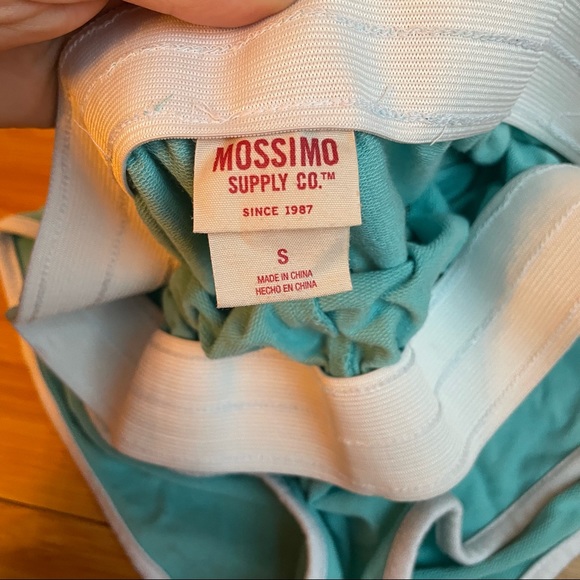 MOSSIMO
SUPPLY CO.™
SINCE 1987
S
MADE IN CHINA
HECHO EN CHINA